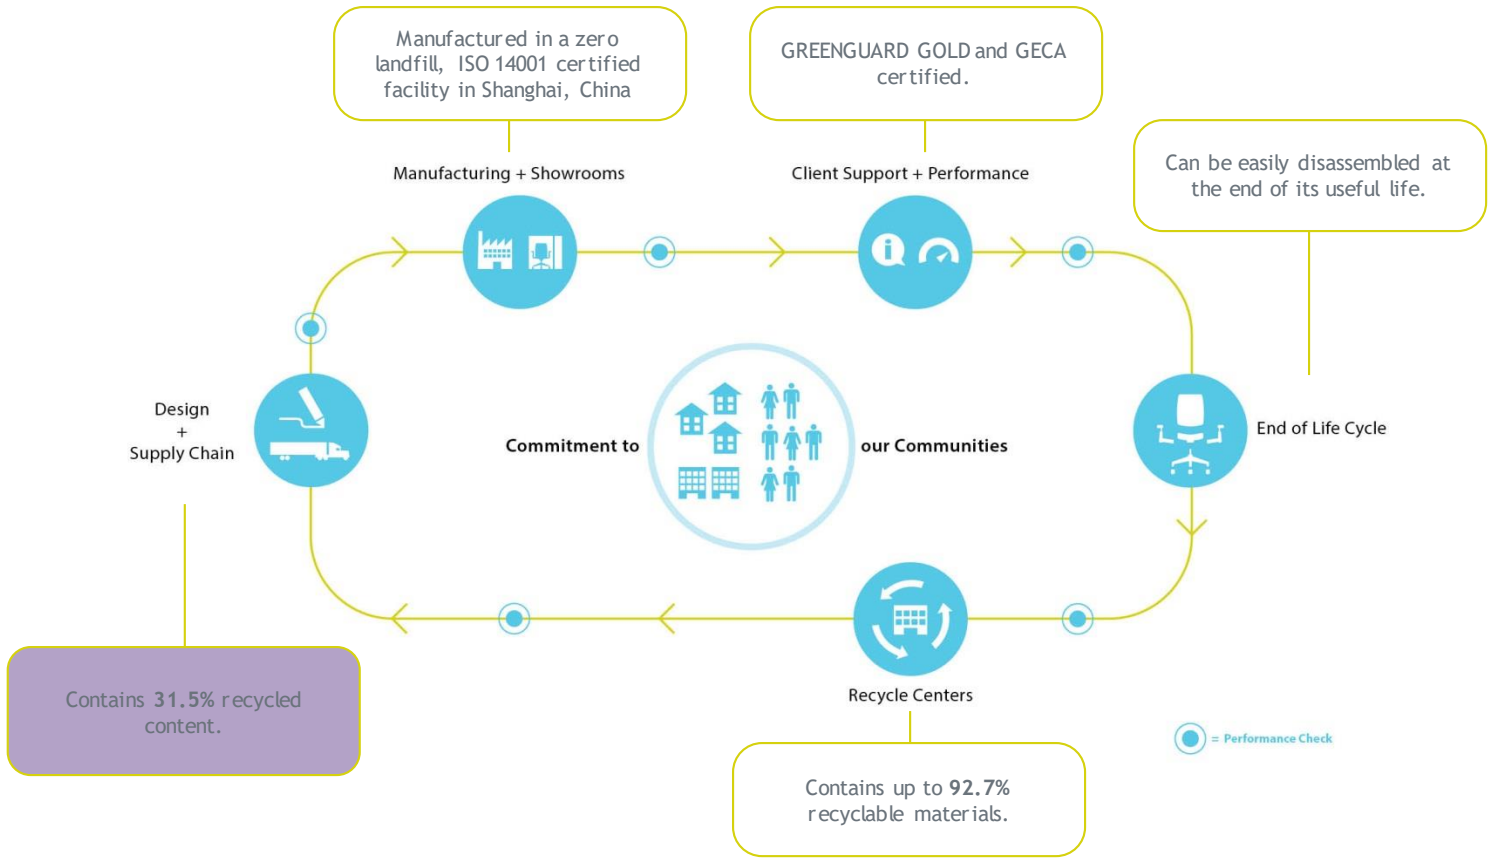 Manufactured in a zero
landfill, ISO 14001 certified
facility in Shanghai, China
GREENGUARD GOLD and GECA
certified.
Can be easily disassembled at
the end of its useful life.
Manufacturing + Showrooms
Client Support + Performance
Design
+
Supply Chain
Commitment to
our Communities
End of Life Cycle
Contains 31.5% recycled
content.
Recycle Centers
= Performance Check
Contains up to 92.7%
recyclable materials.